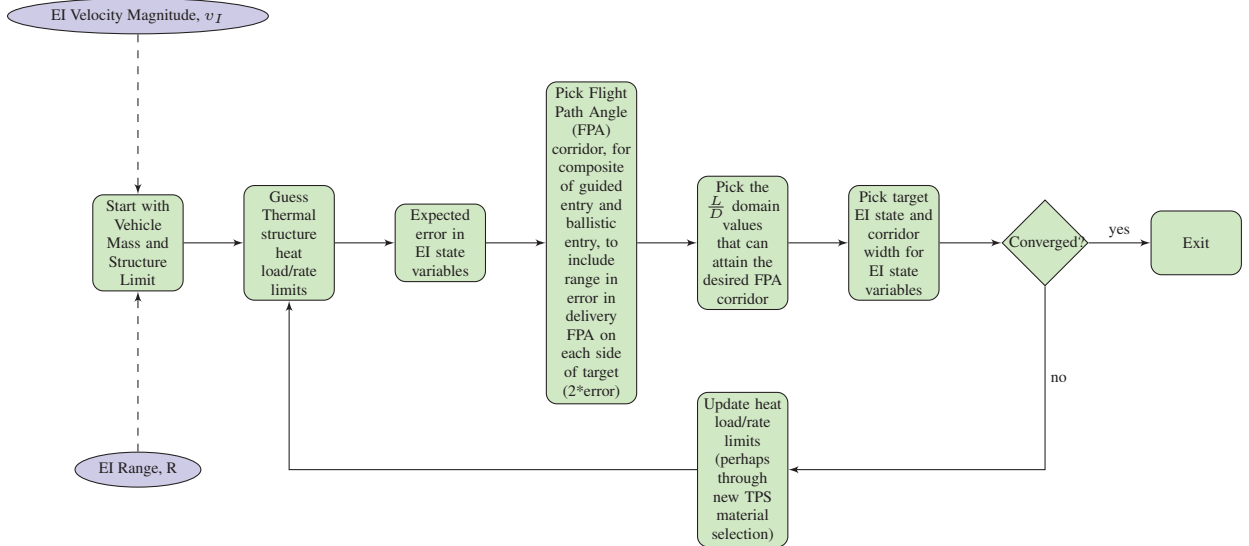 EI Velocity Magnitude, v_I
Start with
Vehicle
Mass and
Structure
Limit
EI Range, R
Guess
Thermal
structure
heat
load/rate
limits
Expected
error in
EI state
variables
Pick Flight
Path Angle
(FPA)
corridor, for
composite
of guided
entry and
ballistic
entry, to
include
range in
error in
delivery
FPA on
each side
of target
(2*error)
Pick the
L/D domain
values
that can
attain the
desired FPA
corridor
Pick target
EI state and
corridor
width for
EI state
variables
Converged?
yes
Exit
no
Update heat
load/rate
limits
(perhaps
through
new TPS
material
selection)